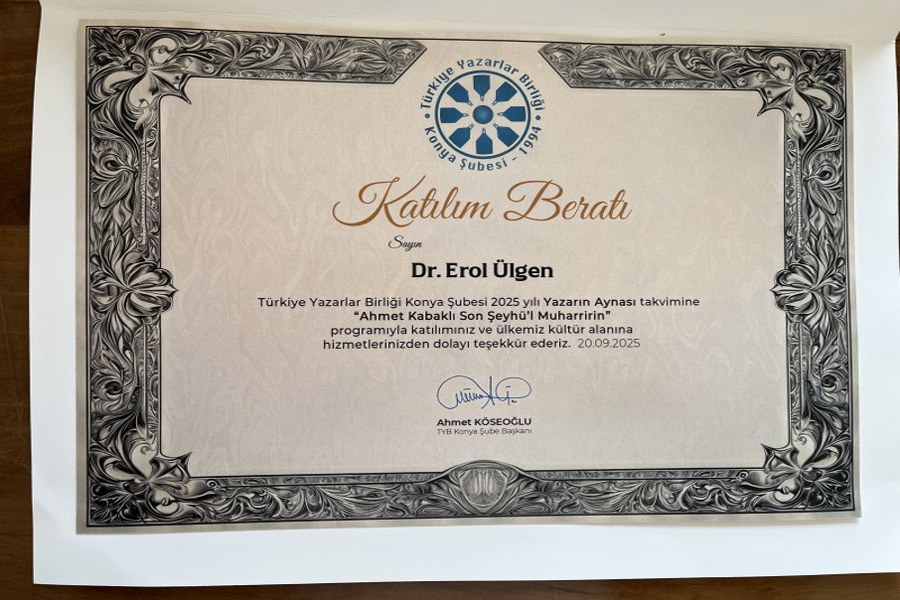 • Türkiye Yazarlar Birliği •
Konya Şubesi - 1994
Katılım Beratı
Sayın
Dr. Erol Ülgen
Türkiye Yazarlar Birliği Konya Şubesi 2025 yılı Yazarın Aynası takvimine
“Ahmet Kabaklı Son Şeyhü’l Muharririn”
programıyla katılımınız ve ülkemiz kültür alanına
hizmetlerinizden dolayı teşekkür ederiz. 20.09.2025
Ahmet KÖSEOĞLU
TYB Konya Şube Başkanı